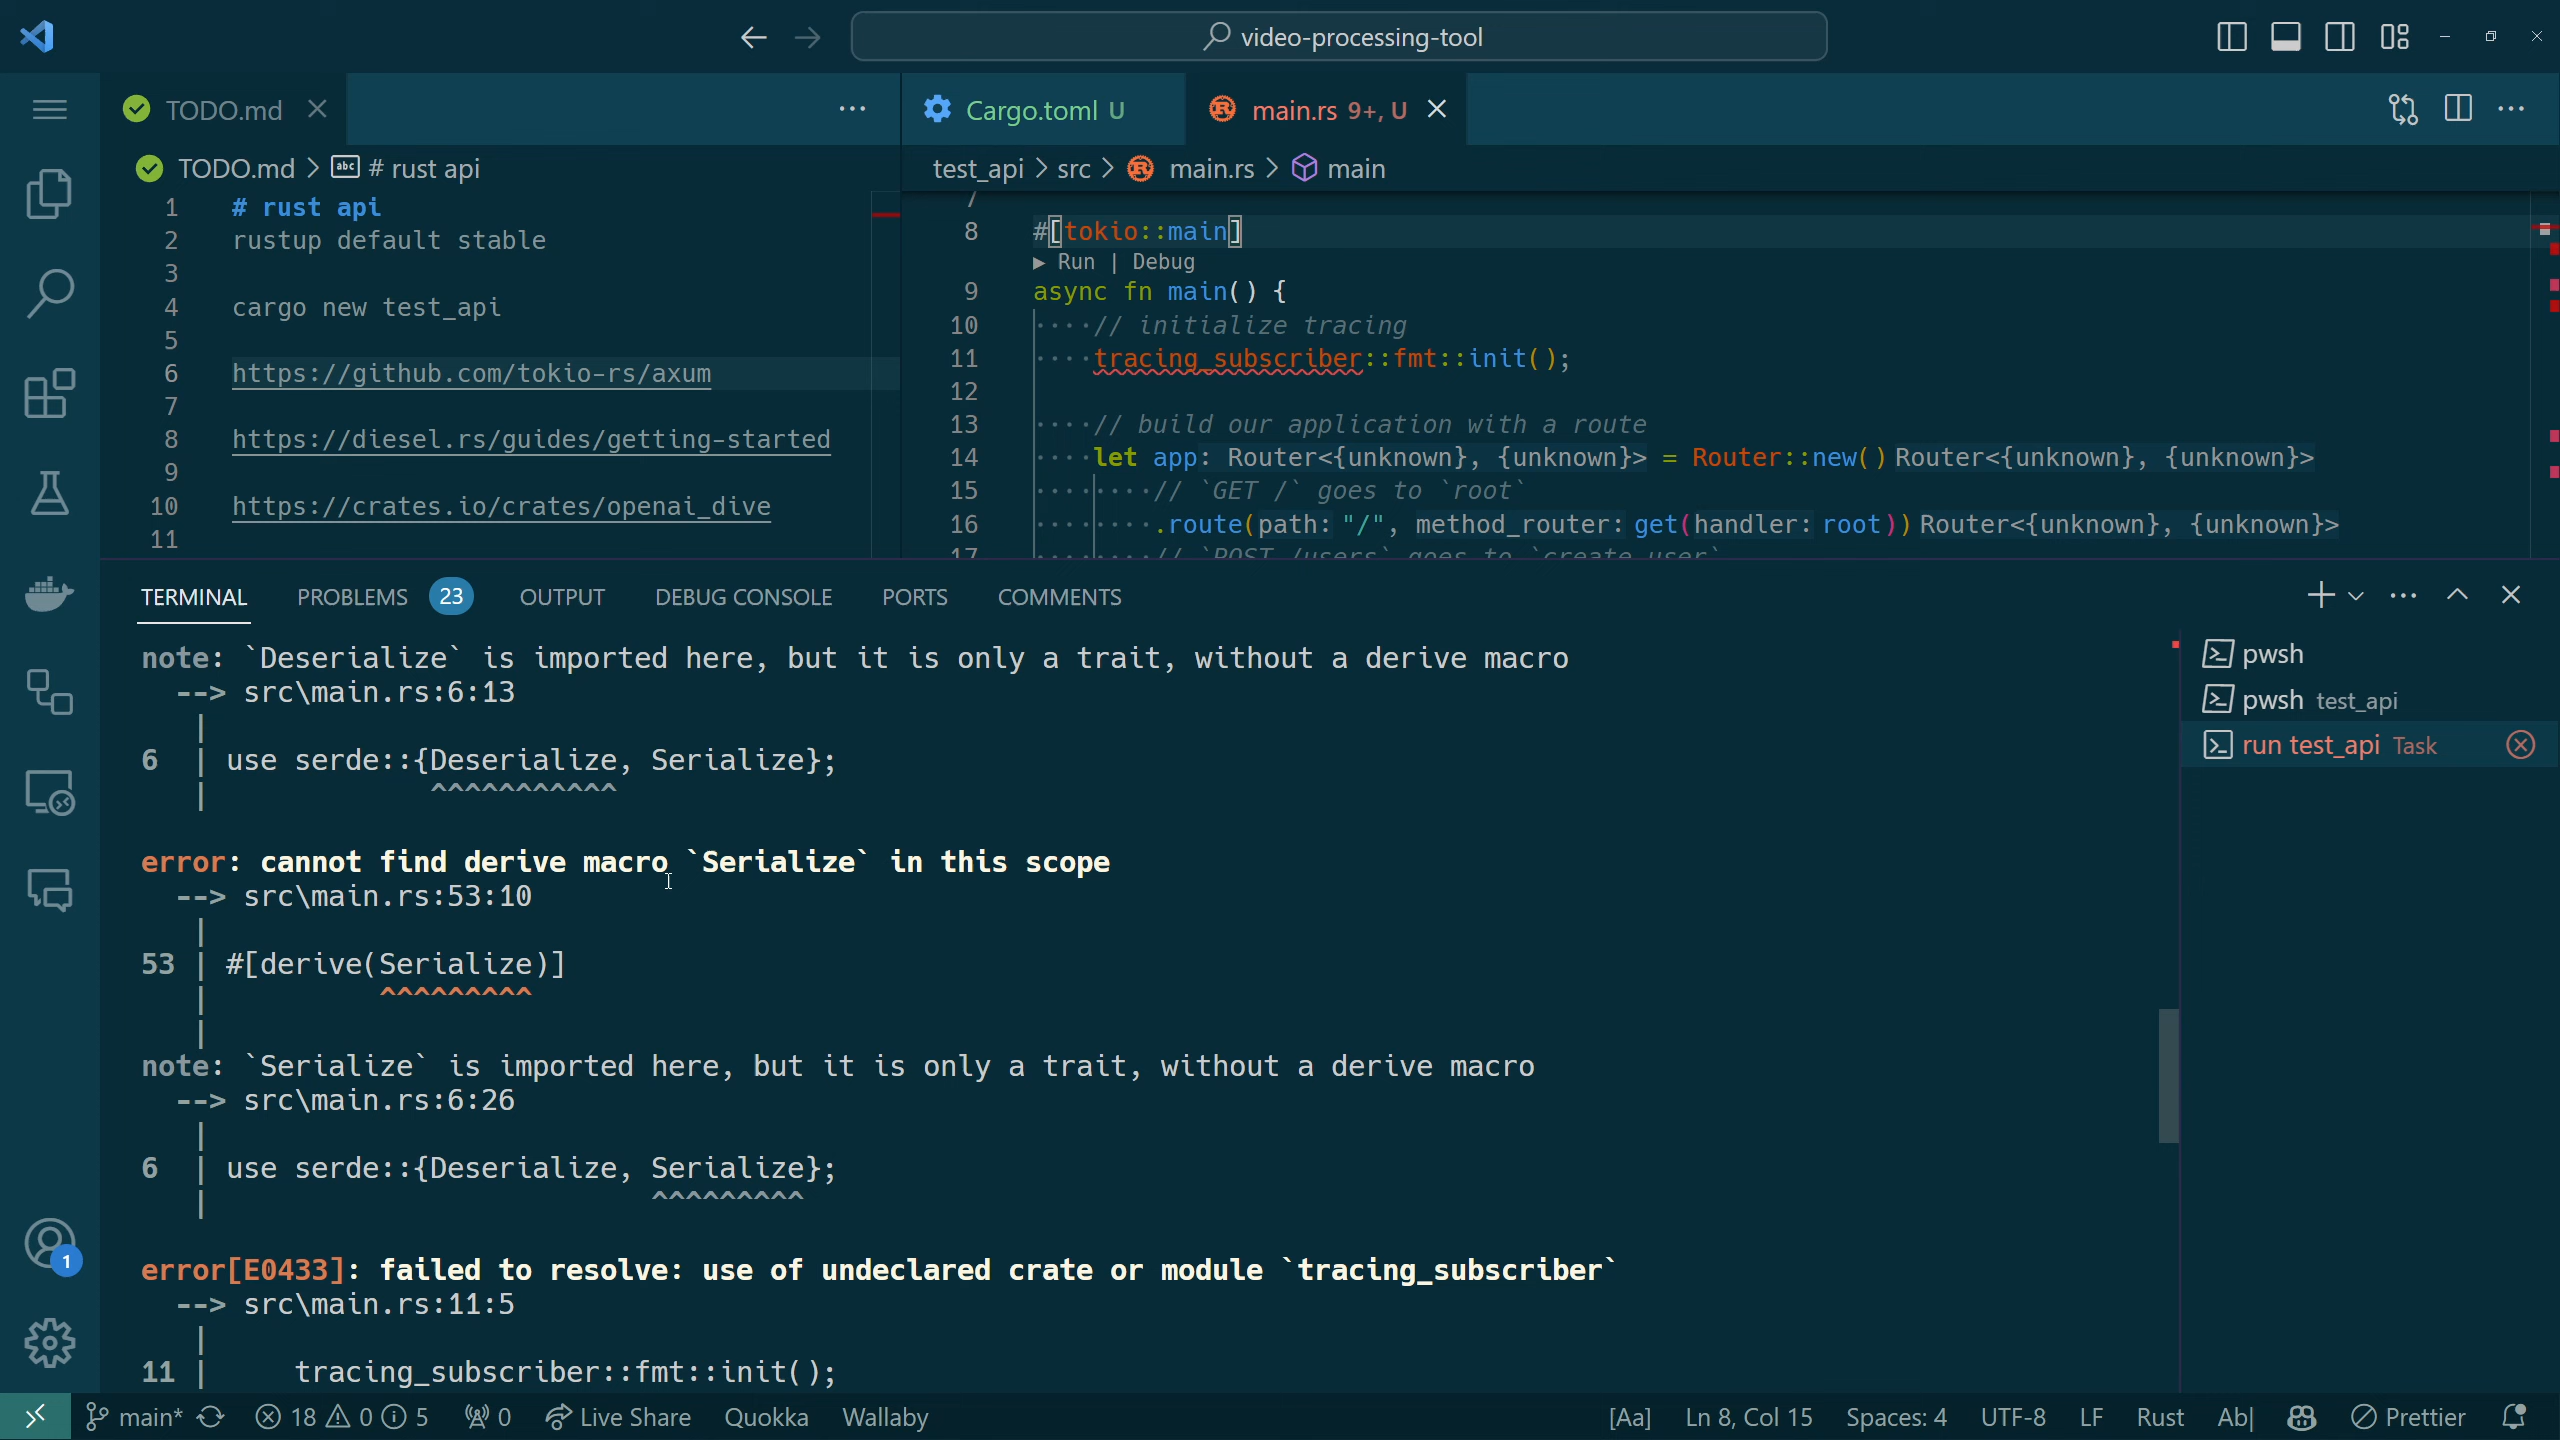 video-processing-tool
TODO.md
Cargo.toml U
main.rs 9+, U
TODO.md > # rust api
test_api > src > main.rs > main
1 # rust api
2 rustup default stable
3
4 cargo new test_api
5
6 https://github.com/tokio-rs/axum
7
8 https://diesel.rs/guides/getting-started
9
10 https://crates.io/crates/openai_dive
11
7
8 #[tokio::main]
▶ Run | Debug
9 async fn main() {
10 ····// initialize tracing
11 ····tracing_subscriber::fmt::init();
12
13 ····// build our application with a route
14 ····let app: Router<{unknown}, {unknown}> = Router::new() Router<{unknown}, {unknown}>
15 ········// `GET /` goes to `root`
16 ········.route(path: "/", method_router: get(handler: root)) Router<{unknown}, {unknown}>
17 ········// `POST /users` goes to `create_user`
TERMINAL
PROBLEMS 23
OUTPUT
DEBUG CONSOLE
PORTS
COMMENTS
note: `Deserialize` is imported here, but it is only a trait, without a derive macro
--> src\main.rs:6:13
|
6 | use serde::{Deserialize, Serialize};
| ^^^^^^^^^^^
error: cannot find derive macro `Serialize` in this scope
--> src\main.rs:53:10
|
53 | #[derive(Serialize)]
| ^^^^^^^^^
|
note: `Serialize` is imported here, but it is only a trait, without a derive macro
--> src\main.rs:6:26
|
6 | use serde::{Deserialize, Serialize};
| ^^^^^^^^^
error[E0433]: failed to resolve: use of undeclared crate or module `tracing_subscriber`
--> src\main.rs:11:5
|
11 | tracing_subscriber::fmt::init();
pwsh
pwsh test_api
run test_api Task
1
main* 18 0 5 0 Live Share Quokka Wallaby
[Aa] Ln 8, Col 15 Spaces: 4 UTF-8 LF Rust Ab| Prettier